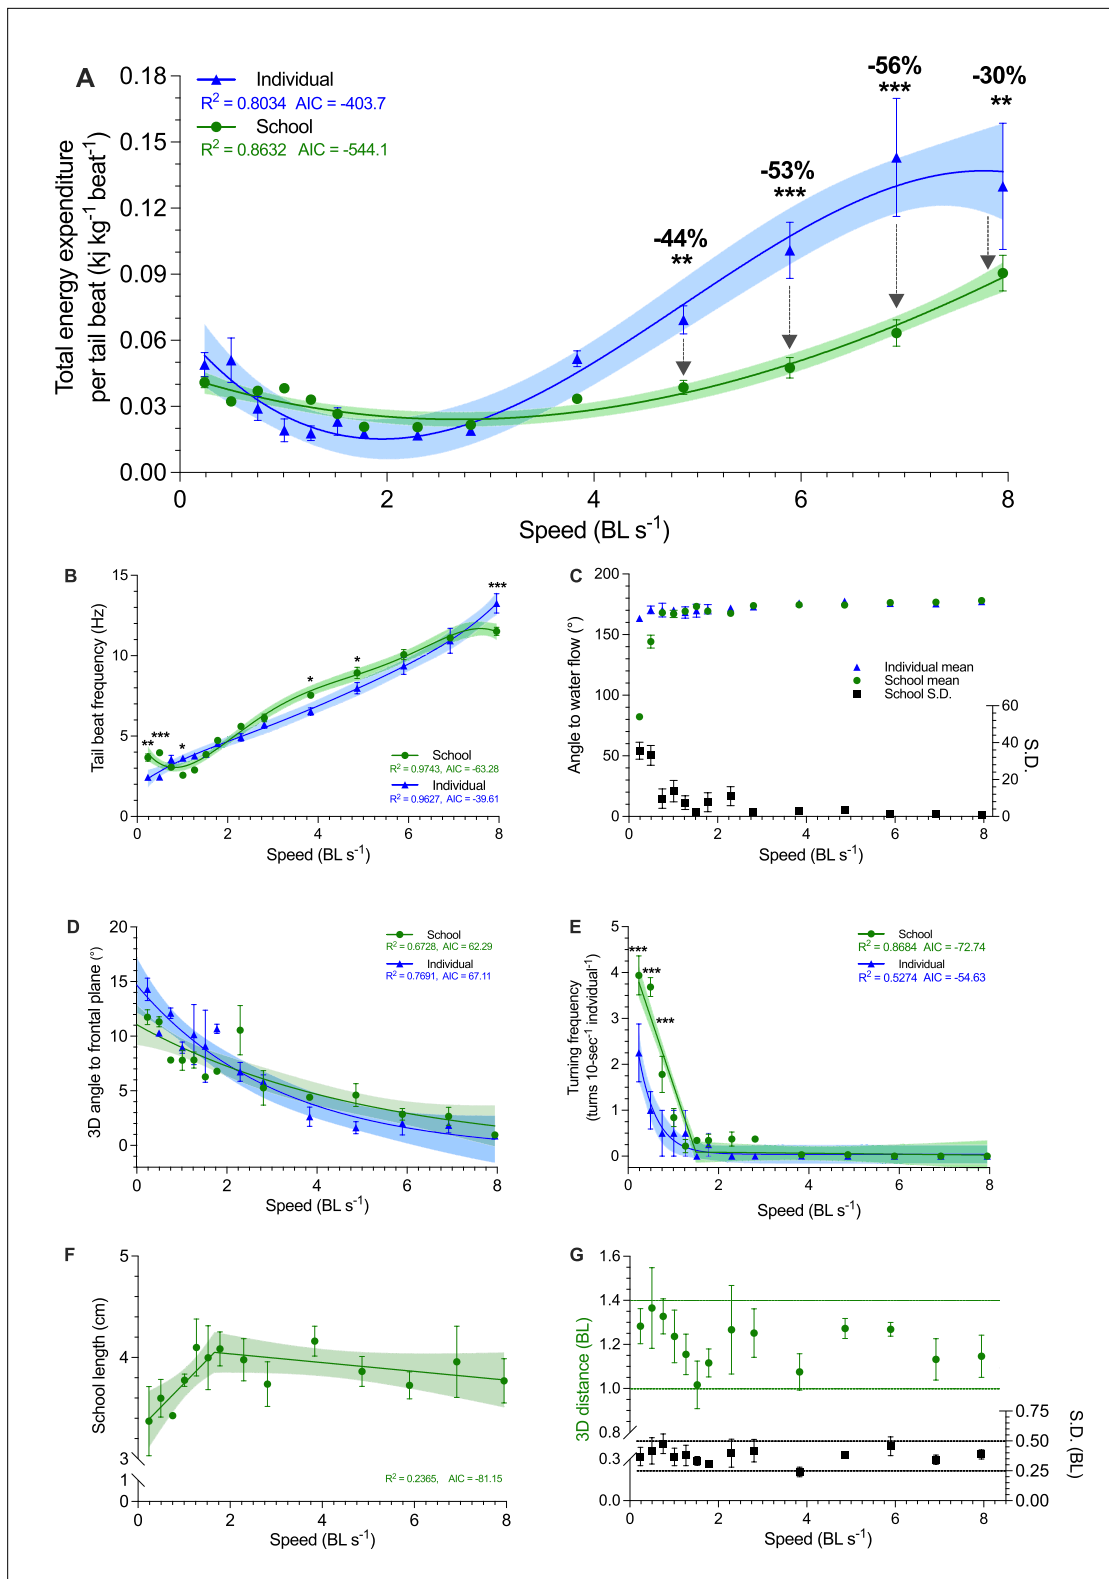 A
Individual
R² = 0.8034 AIC = -403.7
School
R² = 0.8632 AIC = -544.1
-44%
**
-53%
***
-56%
***
-30%
**
Total energy expenditure
per tail beat (kj kg⁻¹ beat⁻¹)
0.18
0.15
0.12
0.09
0.06
0.03
0.00
0 2 4 6 8
Speed (BL s⁻¹)
B
Tail beat frequency (Hz)
15
10
5
0
** *** * * * ***
School
R² = 0.9743, AIC = -63.28
Individual
R² = 0.9627, AIC = -39.61
0 2 4 6 8
Speed (BL s⁻¹)
C
Angle to water flow (°)
200
150
100
50
0
Individual mean
School mean
School S.D.
60
40
20
0
S.D.
0 2 4 6 8
Speed (BL s⁻¹)
D
3D angle to frontal plane (°)
20
15
10
5
0
School
R² = 0.6728, AIC = 62.29
Individual
R² = 0.7691, AIC = 67.11
0 2 4 6 8
Speed (BL s⁻¹)
E
Turning frequency
(turns 10-sec⁻¹ indvidual⁻¹)
5
4
3
2
1
0
***
***
***
School
R² = 0.8684 AIC = -72.74
Individual
R² = 0.5274 AIC = -54.63
0 2 4 6 8
Speed (BL s⁻¹)
F
School length (cm)
5
4
3
1
0
R² = 0.2365, AIC = -81.15
0 2 4 6 8
Speed (BL s⁻¹)
G
3D distance (BL)
1.6
1.4
1.2
1.0
0.8
0.3
0.0
0.75
0.50
0.25
0.00
S.D. (BL)
0 2 4 6 8
Speed (BL s⁻¹)